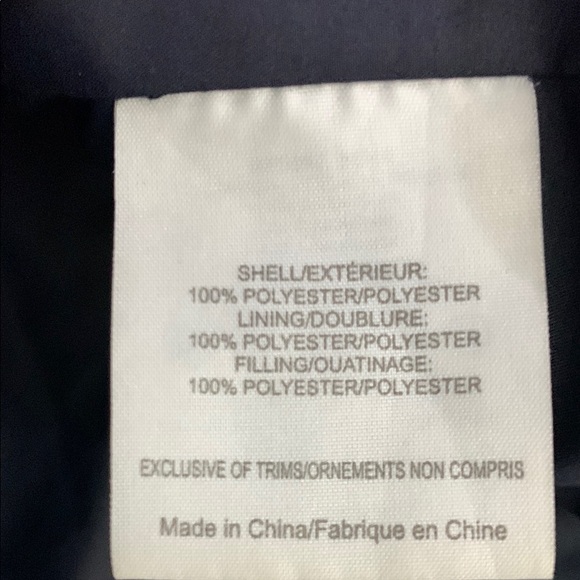 SHELL/EXTÉRIEUR:
100% POLYESTER/POLYESTER
LINING/DOUBLURE:
100% POLYESTER/POLYESTER
FILLING/OUATINAGE:
100% POLYESTER/POLYESTER
EXCLUSIVE OF TRIMS/ORNEMENTS NON COMPRIS
Made in China/Fabrique en Chine